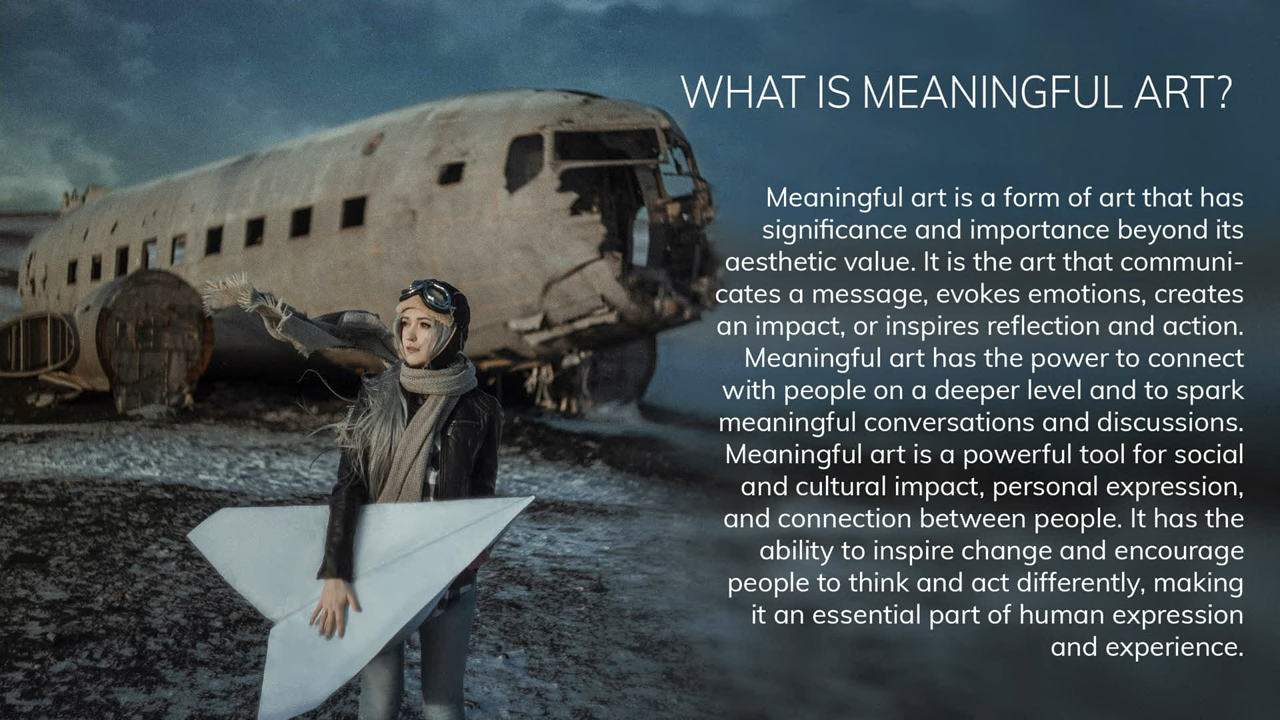 WHAT IS MEANINGFUL ART?
Meaningful art is a form of art that has
significance and importance beyond its
aesthetic value. It is the art that communi-
cates a message, evokes emotions, creates
an impact, or inspires reflection and action.
Meaningful art has the power to connect
with people on a deeper level and to spark
meaningful conversations and discussions.
Meaningful art is a powerful tool for social
and cultural impact, personal expression,
and connection between people. It has the
ability to inspire change and encourage
people to think and act differently, making
it an essential part of human expression
and experience.